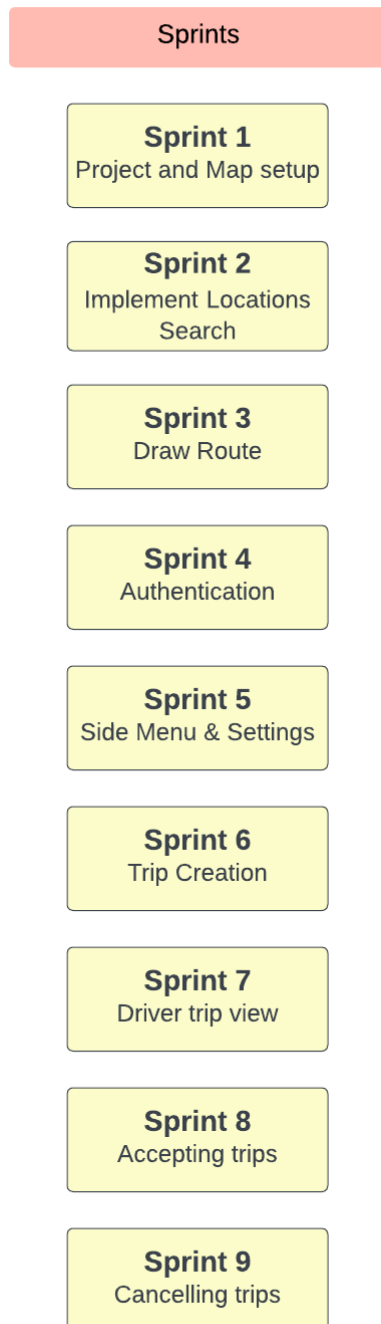 Sprints
Sprint 1
Project and Map setup
Sprint 2
Implement Locations
Search
Sprint 3
Draw Route
Sprint 4
Authentication
Sprint 5
Side Menu & Settings
Sprint 6
Trip Creation
Sprint 7
Driver trip view
Sprint 8
Accepting trips
Sprint 9
Cancelling trips